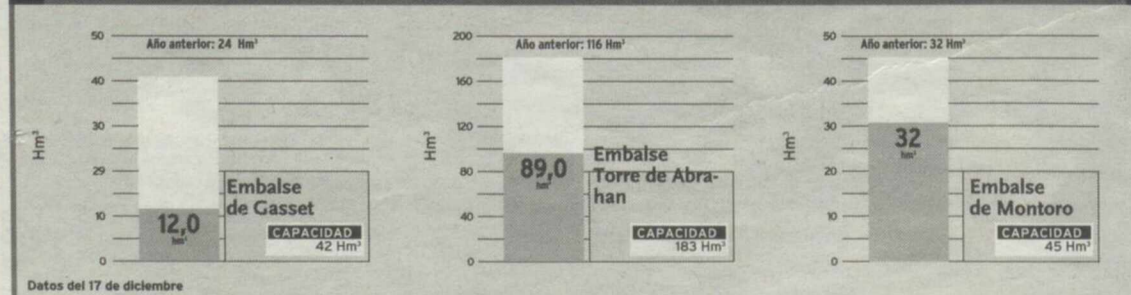 Hm³
50
40
30
29
10
0
Año anterior: 24 Hm³
12,0
hm³
Embalse
de Gasset
CAPACIDAD
42 Hm³
Hm³
200
160
120
80
40
0
Año anterior: 116 Hm³
89,0
hm³
Embalse
Torre de Abra-
han
CAPACIDAD
183 Hm³
Hm³
50
40
30
20
10
0
Año anterior: 32 Hm³
32
hm³
Embalse
de Montoro
CAPACIDAD
45 Hm³
Datos del 17 de diciembre